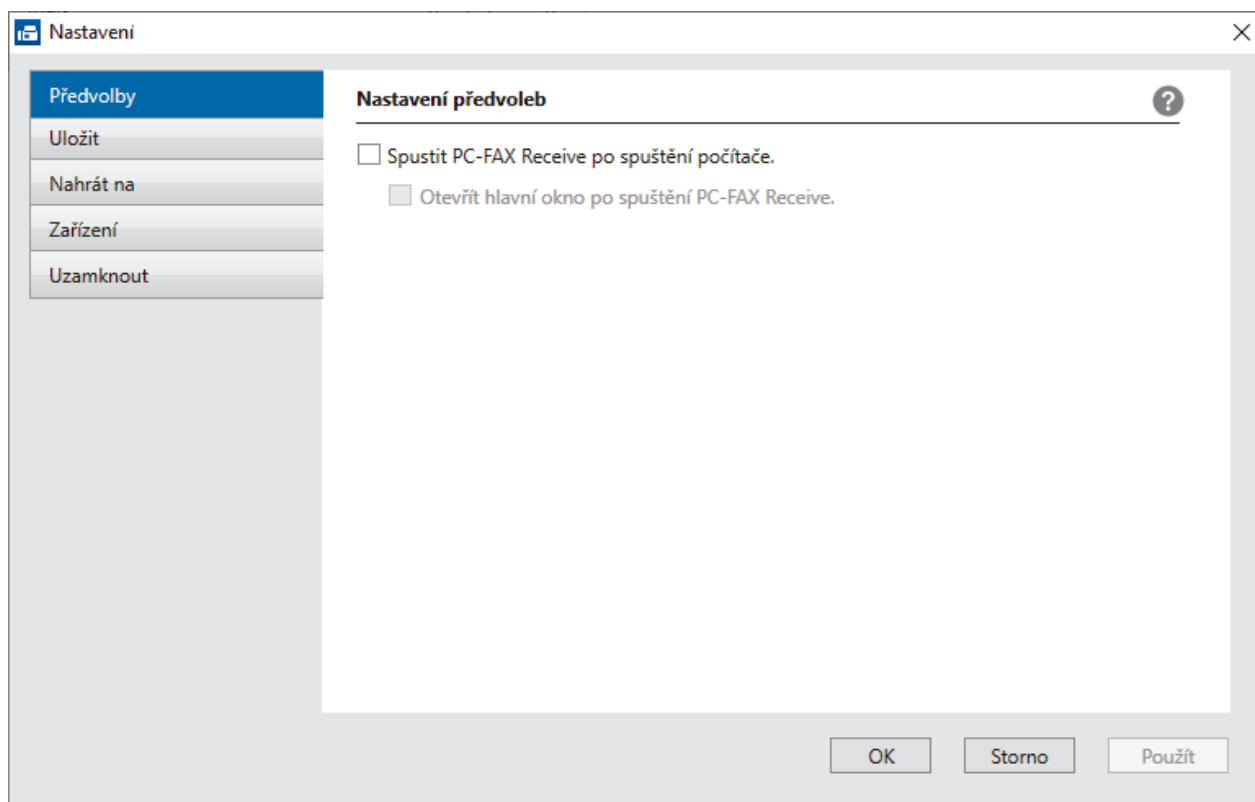 Nastavení
Předvolby
Uložit
Nahrát na
Zařízení
Uzamknout
Nastavení předvoleb
?
Spustit PC-FAX Receive po spuštění počítače.
Otevřít hlavní okno po spuštění PC-FAX Receive.
OK
Storno
Použít